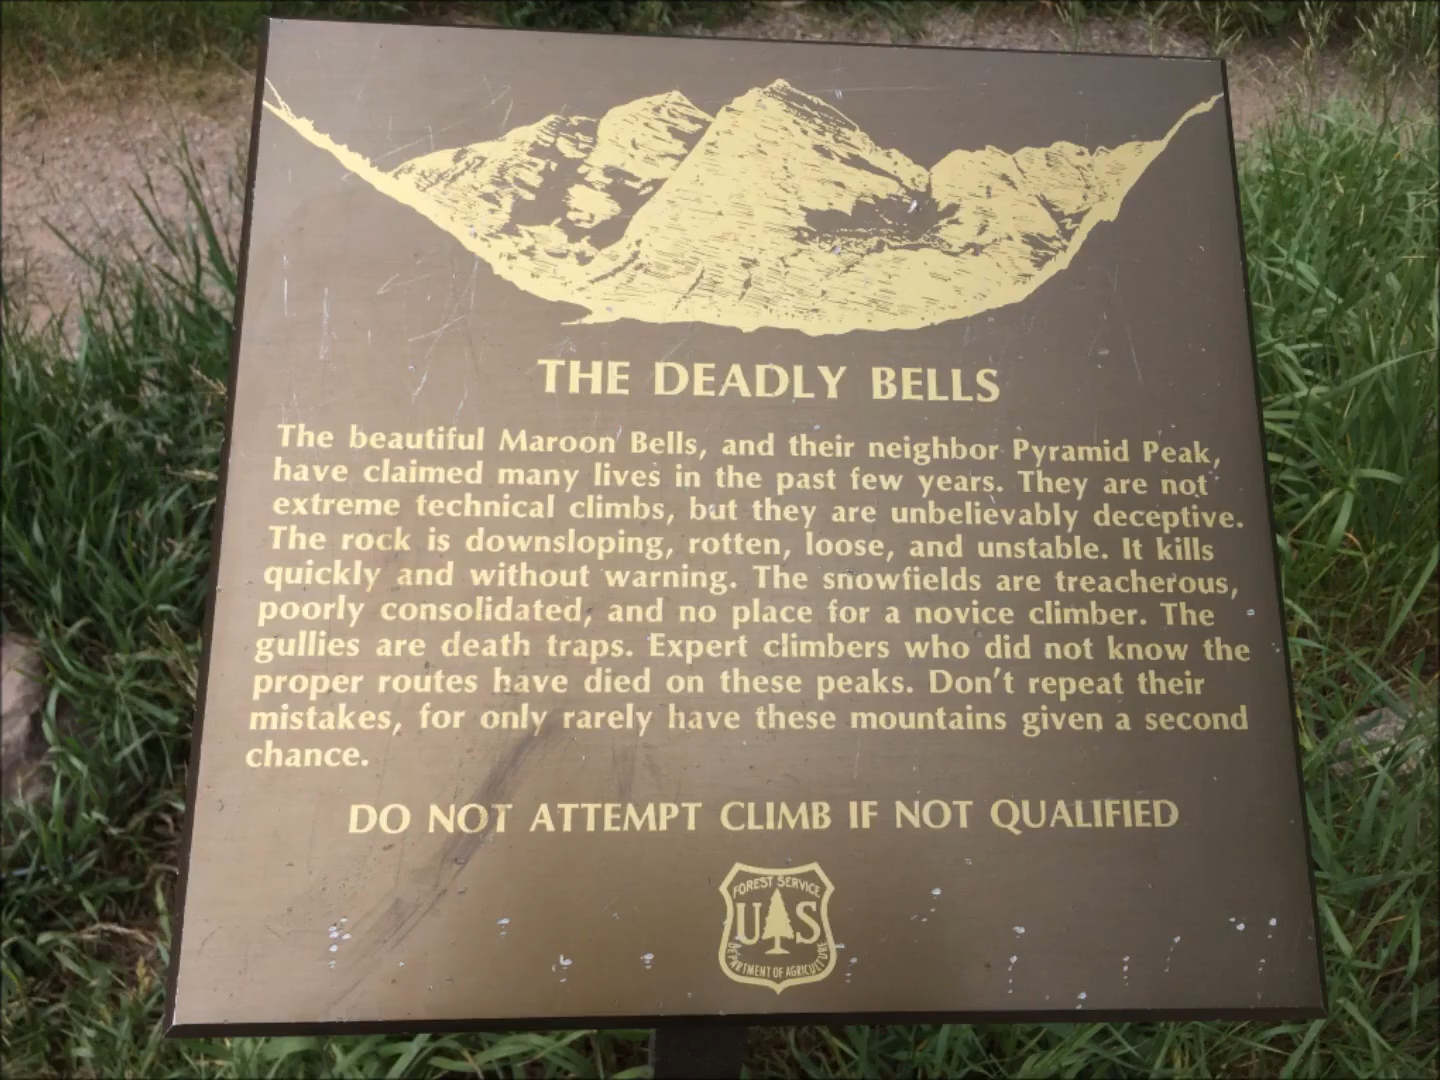 THE DEADLY BELLS
The beautiful Maroon Bells, and their neighbor Pyramid Peak,
have claimed many lives in the past few years. They are not
extreme technical climbs, but they are unbelievably deceptive.
The rock is downsloping, rotten, loose, and unstable. It kills
quickly and without warning. The snowfields are treacherous,
poorly consolidated, and no place for a novice climber. The
gullies are death traps. Expert climbers who did not know the
proper routes have died on these peaks. Don't repeat their
mistakes, for only rarely have these mountains given a second
chance.
DO NOT ATTEMPT CLIMB IF NOT QUALIFIED
FOREST SERVICE
U S
DEPARTMENT OF AGRICULTURE